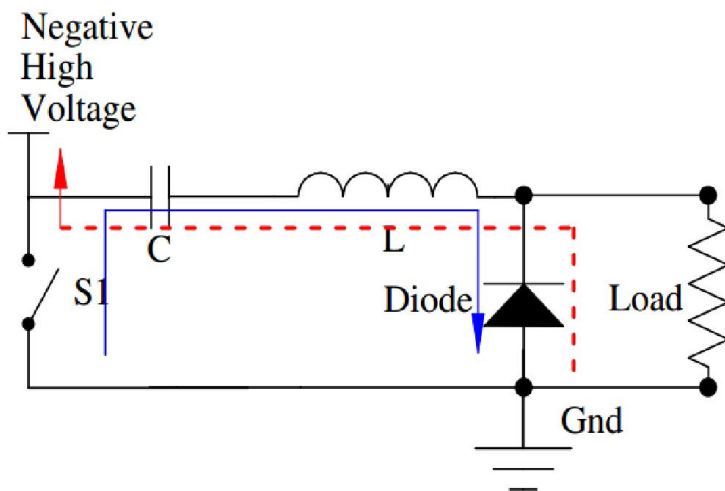 Negative
High
Voltage
C
L
S1
Diode
Load
Gnd